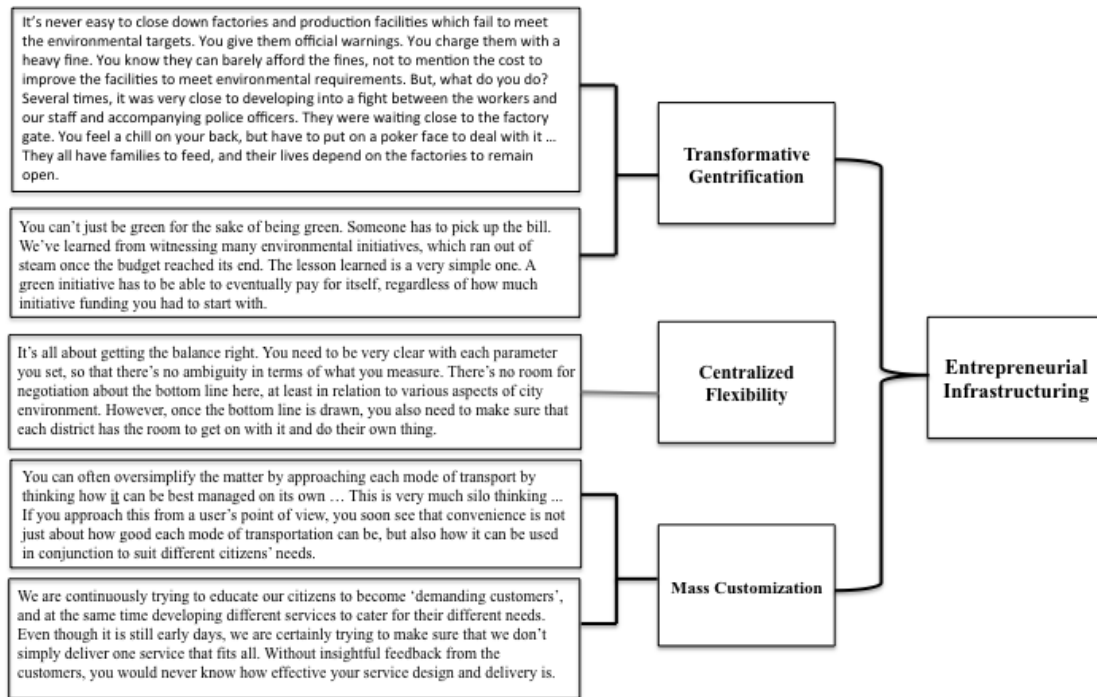 It's never easy to close down factories and production facilities which fail to meet
the environmental targets. You give them official warnings. You charge them with a
heavy fine. You know they can barely afford the fines, not to mention the cost to
improve the facilities to meet environmental requirements. But, what do you do?
Several times, it was very close to developing into a fight between the workers and
our staff and accompanying police officers. They were waiting close to the factory
gate. You feel a chill on your back, but have to put on a poker face to deal with it ...
They all have families to feed, and their lives depend on the factories to remain
open.
You can't just be green for the sake of being green. Someone has to pick up the bill.
We've learned from witnessing many environmental initiatives, which ran out of
steam once the budget reached its end. The lesson learned is a very simple one. A
green initiative has to be able to eventually pay for itself, regardless of how much
initiative funding you had to start with.
Transformative
Gentrification
It's all about getting the balance right. You need to be very clear with each parameter
you set, so that there's no ambiguity in terms of what you measure. There's no room for
negotiation about the bottom line here, at least in relation to various aspects of city
environment. However, once the bottom line is drawn, you also need to make sure that
each district has the room to get on with it and do their own thing.
Centralized
Flexibility
Entrepreneurial
Infrastructuring
You can often oversimplify the matter by approaching each mode of transport by
thinking how it can be best managed on its own … This is very much silo thinking ...
If you approach this from a user's point of view, you soon see that convenience is not
just about how good each mode of transportation can be, but also how it can be used
in conjunction to suit different citizens' needs.
We are continuously trying to educate our citizens to become 'demanding customers',
and at the same time developing different services to cater for their different needs.
Even though it is still early days, we are certainly trying to make sure that we don't
simply deliver one service that fits all. Without insightful feedback from the
customers, you would never know how effective your service design and delivery is.
Mass Customization